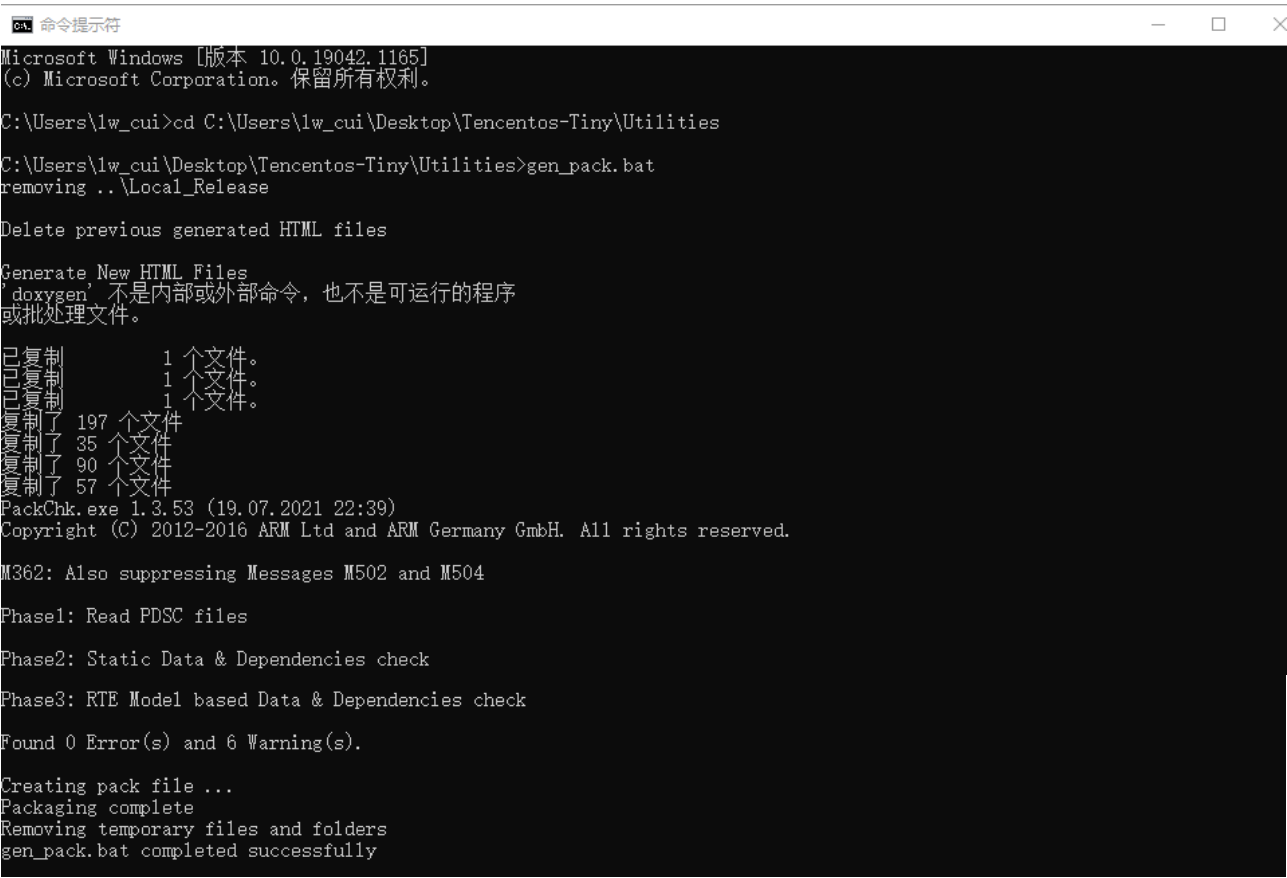 命令提示符
Microsoft Windows [版本 10.0.19042.1165]
(c) Microsoft Corporation。保留所有权利。
C:\Users\lw_cui>cd C:\Users\lw_cui\Desktop\Tencentos-Tiny\Utilities
C:\Users\lw_cui\Desktop\Tencentos-Tiny\Utilities>gen_pack.bat
removing ..\Local_Release
Delete previous generated HTML files
Generate New HTML Files
'doxygen' 不是内部或外部命令，也不是可运行的程序
或批处理文件。
已复制         1 个文件。
已复制         1 个文件。
已复制         1 个文件。
复制了 197 个文件
复制了 35 个文件
复制了 90 个文件
复制了 57 个文件
PackChk.exe 1.3.53 (19.07.2021 22:39)
Copyright (C) 2012-2016 ARM Ltd and ARM Germany GmbH. All rights reserved.
M362: Also suppressing Messages M502 and M504
Phase1: Read PDSC files
Phase2: Static Data & Dependencies check
Phase3: RTE Model based Data & Dependencies check
Found 0 Error(s) and 6 Warning(s).
Creating pack file ...
Packaging complete
Removing temporary files and folders
gen_pack.bat completed successfully